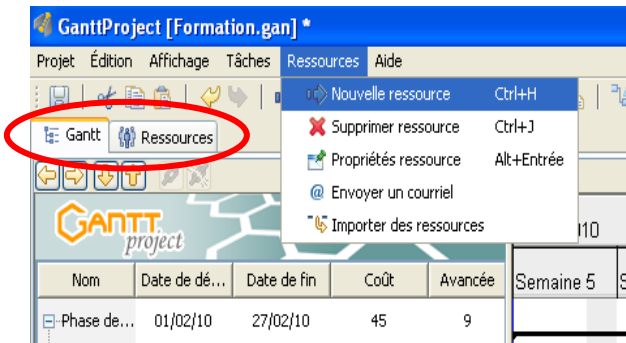 GanttProject [Formation.gan] *
Projet Édition Affichage Tâches Ressources Aide
Nouvelle ressource Ctrl+H
Supprimer ressource Ctrl+J
Propriétés ressource Alt+Entrée
@ Envoyer un courriel
Importer des ressources
Gantt Ressources
GANTT
project
10
Nom Date de dé... Date de fin Coût Avancée Semaine 5
Phase de... 01/02/10 27/02/10 45 9